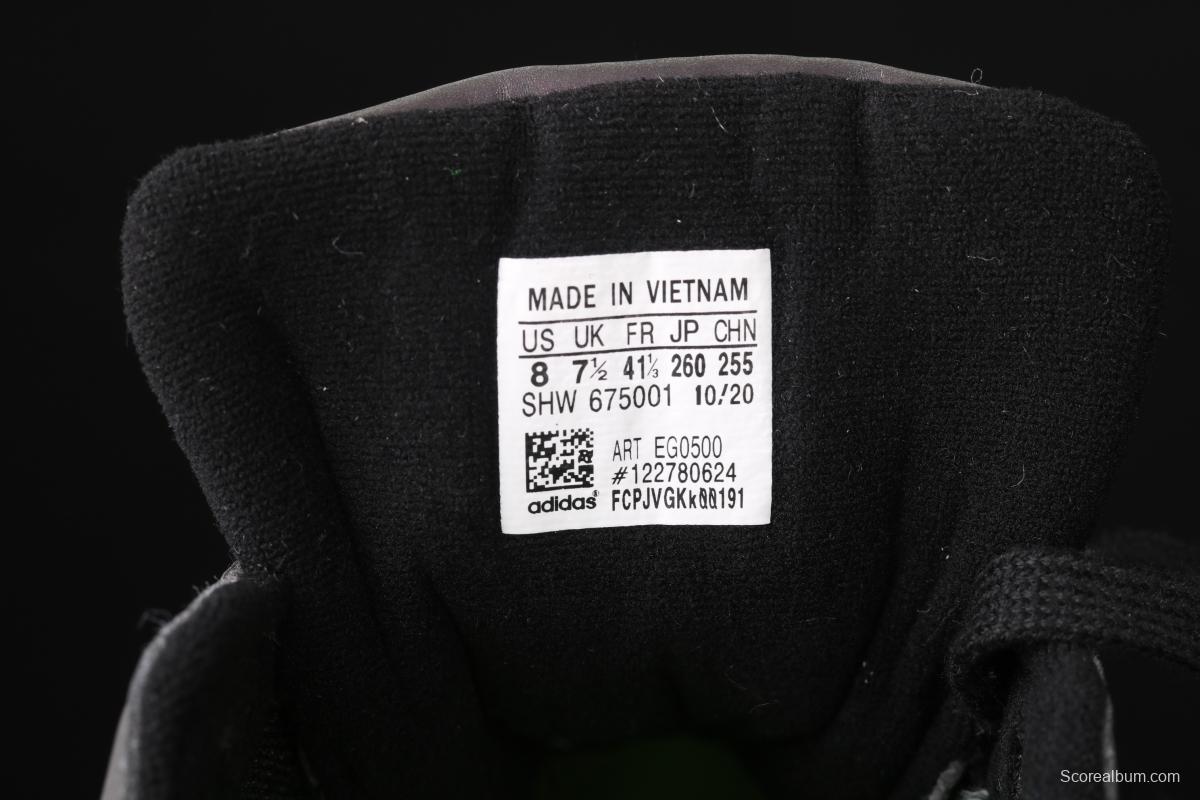 MADE IN VIETNAM
US UK FR JP CHN
8 7½ 41⅓ 260 255
SHW 675001 10/20
ART EG0500
#122780624
adidas® FCPJVGKkQQ191
Scorealbum.com